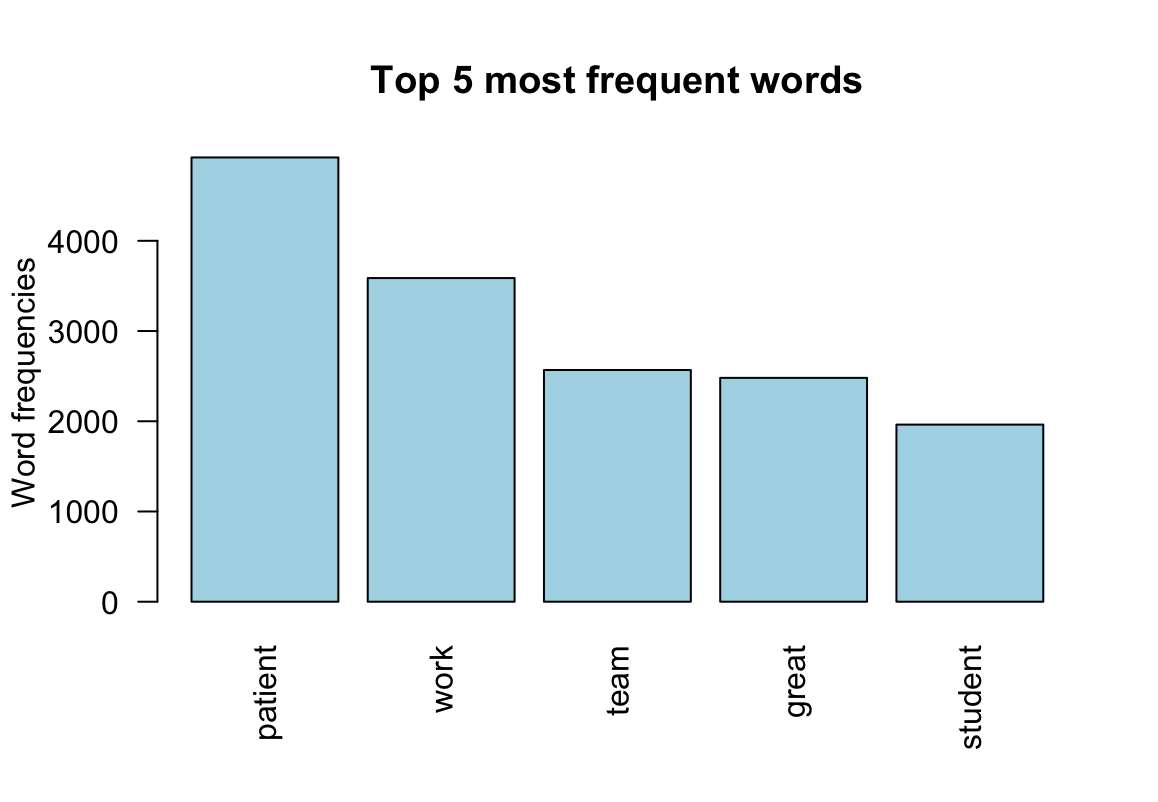 Top 5 most frequent words
Word frequencies
4000
3000
2000
1000
0
patient
work
team
great
student